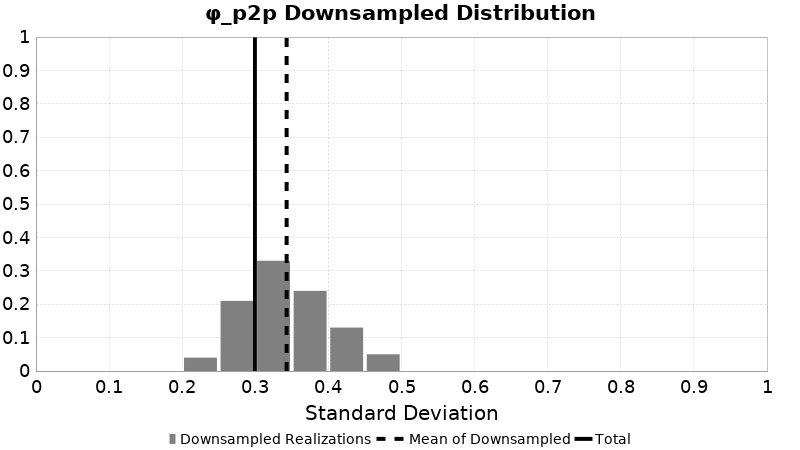 φ_p2p Downsampled Distribution
1
0.9
0.8
0.7
0.6
0.5
0.4
0.3
0.2
0.1
0
0 0.1 0.2 0.3 0.4 0.5 0.6 0.7 0.8 0.9 1
Standard Deviation
Downsampled Realizations Mean of Downsampled Total